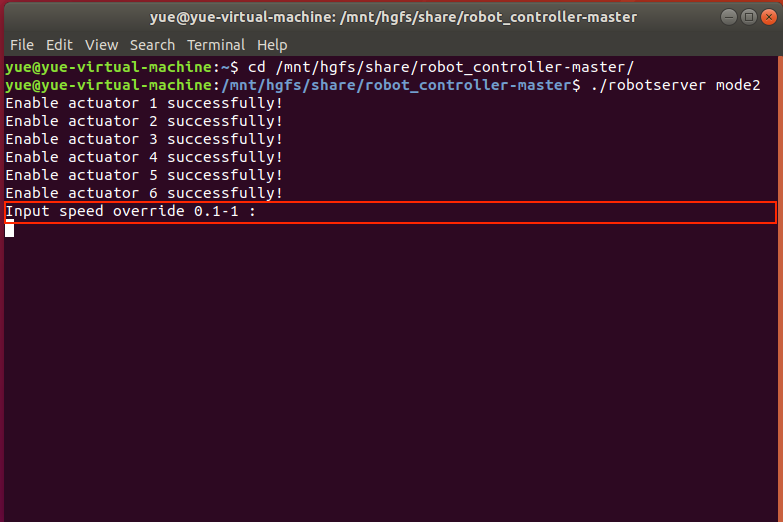 yue@yue-virtual-machine: /mnt/hgfs/share/robot_controller-master
File Edit View Search Terminal Help
yue@yue-virtual-machine:~$ cd /mnt/hgfs/share/robot_controller-master/
yue@yue-virtual-machine:/mnt/hgfs/share/robot_controller-master$ ./robotserver mode2
Enable actuator 1 successfully!
Enable actuator 2 successfully!
Enable actuator 3 successfully!
Enable actuator 4 successfully!
Enable actuator 5 successfully!
Enable actuator 6 successfully!
Input speed override 0.1-1 :